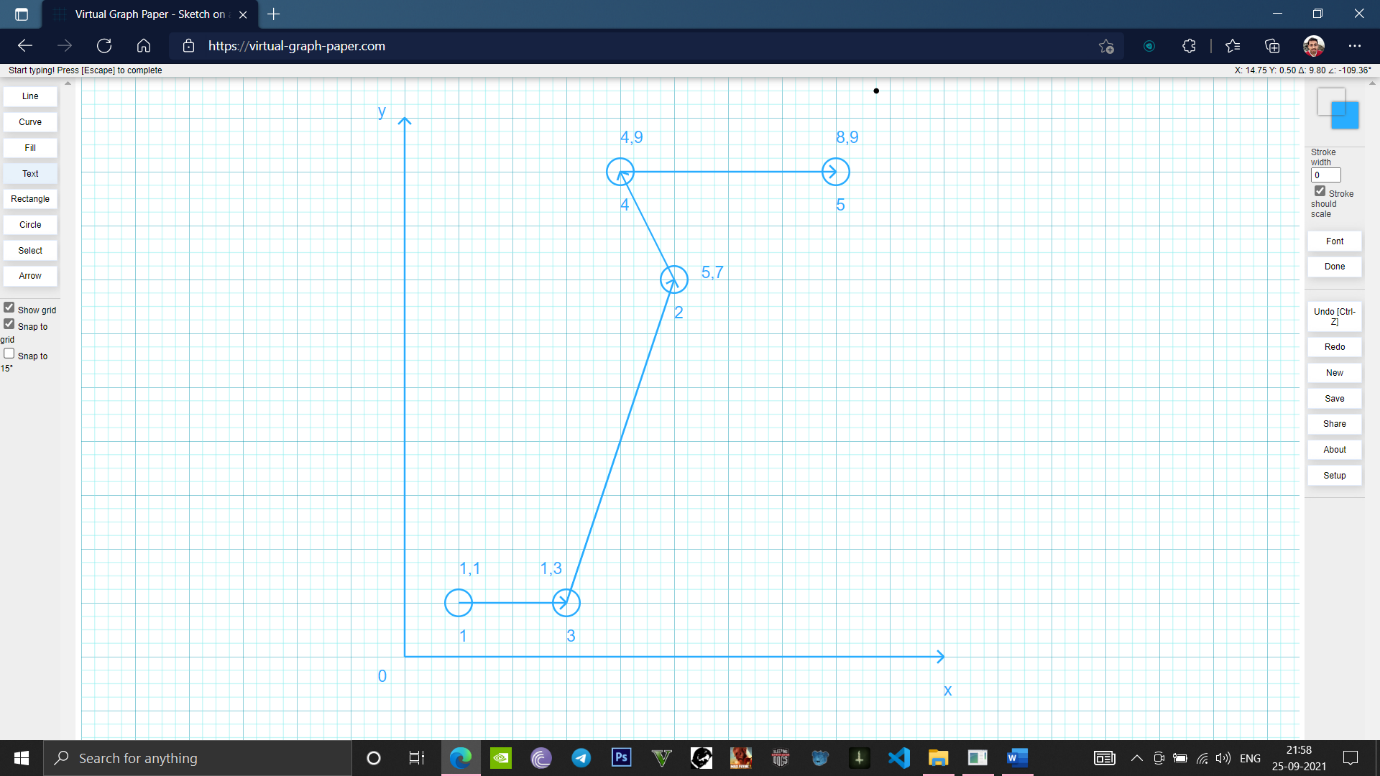 Virtual Graph Paper - Sketch on
https://virtual-graph-paper.com
Start typing! Press [Escape] to complete
X: 14.75 Y: 0.50 Δ: 9.80 ∠: -109.36°
Line
Curve
Fill
Text
Rectangle
Circle
Select
Arrow
Show grid
Snap to
grid
Snap to
15°
y
4,9
8,9
4
5
5,7
2
1,1
1,3
1
3
0
x
Stroke
width
0
Stroke
should
scale
Font
Done
Undo [Ctrl-
Z]
Redo
New
Save
Share
About
Setup
Search for anything
ENG
21:58
25-09-2021